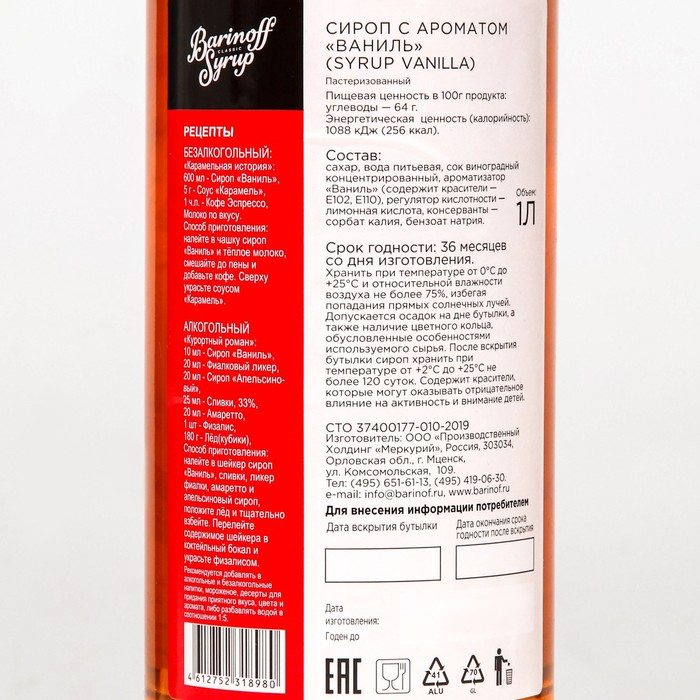 Barinoff
CLASSIC
Syrup
РЕЦЕПТЫ
БЕЗАЛКОГОЛЬНЫЙ:
«Карамельная история»:
600 мл - Сироп «Ваниль»,
5 г - Соус «Карамель»,
1 ч.л. - Кофе Эспрессо,
Молоко по вкусу.
Способ приготовления:
налейте в чашку сироп
«Ваниль» и тёплое молоко,
смешайте до пены и
добавьте кофе. Сверху
украсьте соусом
«Карамель».
АЛКОГОЛЬНЫЙ
«Курортный роман»:
10 мл - Сироп «Ваниль»,
20 мл - Фиалковый ликер,
20 мл - Сироп «Апельсино-
вый»,
25 мл - Сливки, 33%,
20 мл - Амаретто,
1 шт - Физалис,
180 г - Лёд(кубики),
Способ приготовления:
налейте в шейкер сироп
«Ваниль», сливки, ликер
фиалки, амаретто и
апельсиновый сироп,
положите лёд и тщательно
взбейте. Перелейте
содержимое шейкера в
коктейльный бокал и
украсьте физалисом.
Рекомендуется добавлять в
алкогольные и безалкогольные
напитки, мороженое, десерты для
придания приятного вкуса, цвета и
аромата, либо разбавлять водой в
соотношении 1:5.
4 612752 318980
СИРОП С АРОМАТОМ
«ВАНИЛЬ»
(SYRUP VANILLA)
Пастеризованный
Пищевая ценность в 100г продукта:
углеводы — 64 г.
Энергетическая ценность (калорийность):
1088 кДж (256 ккал).
Состав:
сахар, вода питьевая, сок виноградный
концентрированный, ароматизатор
«Ваниль» (содержит красители —
Е102, Е110), регулятор кислотности —
лимонная кислота, консерванты —
сорбат калия, бензоат натрия.
Объем:
1Л
Срок годности: 36 месяцев
со дня изготовления.
Хранить при температуре от 0°С до
+25°С и относительной влажности
воздуха не более 75%, избегая
попадания прямых солнечных лучей.
Допускается осадок на дне бутылки, а
также наличие цветного кольца,
обусловленные особенностями
используемого сырья. После вскрытия
бутылки сироп хранить при
температуре от +2°С до +25°С не
более 120 суток. Содержит красители,
которые могут оказывать отрицательное
влияние на активность и внимание детей.
СТО 37400177-010-2019
Изготовитель: ООО «Производственный
Холдинг «Меркурий», Россия, 303034,
Орловская обл., г. Мценск,
ул. Комсомольская, 109.
Тел: (495) 651-61-13, (495) 419-06-30.
e-mail: info@barinof.ru, www.barinof.ru
Для внесения информации потребителем
Дата вскрытия бутылки
Дата окончания срока
годности после вскрытия
Дата
изготовления:
Годен до
ЕАС
41
ALU
70
GL